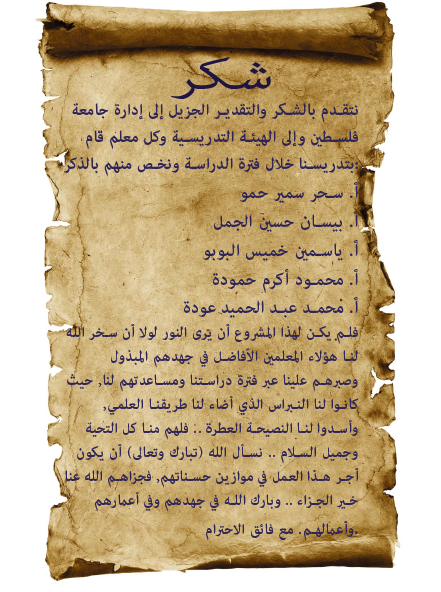 شكر
نتقدم بالشكر والتقدير الجزيل إلى إدارة جامعة
فلسطين وإلى الهيئة التدريسية وكل معلم قام
بتدريسنا خلال فترة الدراسة ونخص منهم بالذكر:
أ. سحر سمير حمو
أ. بيسان حسين الجمل
أ. ياسمين خميس البوبو
أ. محمود أكرم حمودة
أ. محمد عبد الحميد عودة
فلم يكن لهذا المشروع أن يرى النور لولا أن سخر الله
لنا هؤلاء المعلمين الأفاضل في جهدهم المبذول
وصبرهم علينا عبر فترة دراستنا ومساعدتهم لنا, حيث
كانوا لنا النبراس الذي أضاء لنا طريقنا العلمي,
وأسدوا لنا النصيحة العطرة .. فلهم منا كل التحية
وجميل السلام .. نسأل الله (تبارك وتعالى) أن يكون
أجر هذا العمل في موازين حسناتهم, فجزاهم الله عنا
خير الجزاء .. وبارك الله في جهدهم وفي أعمارهم
وأعمالهم. مع فائق الاحترام.